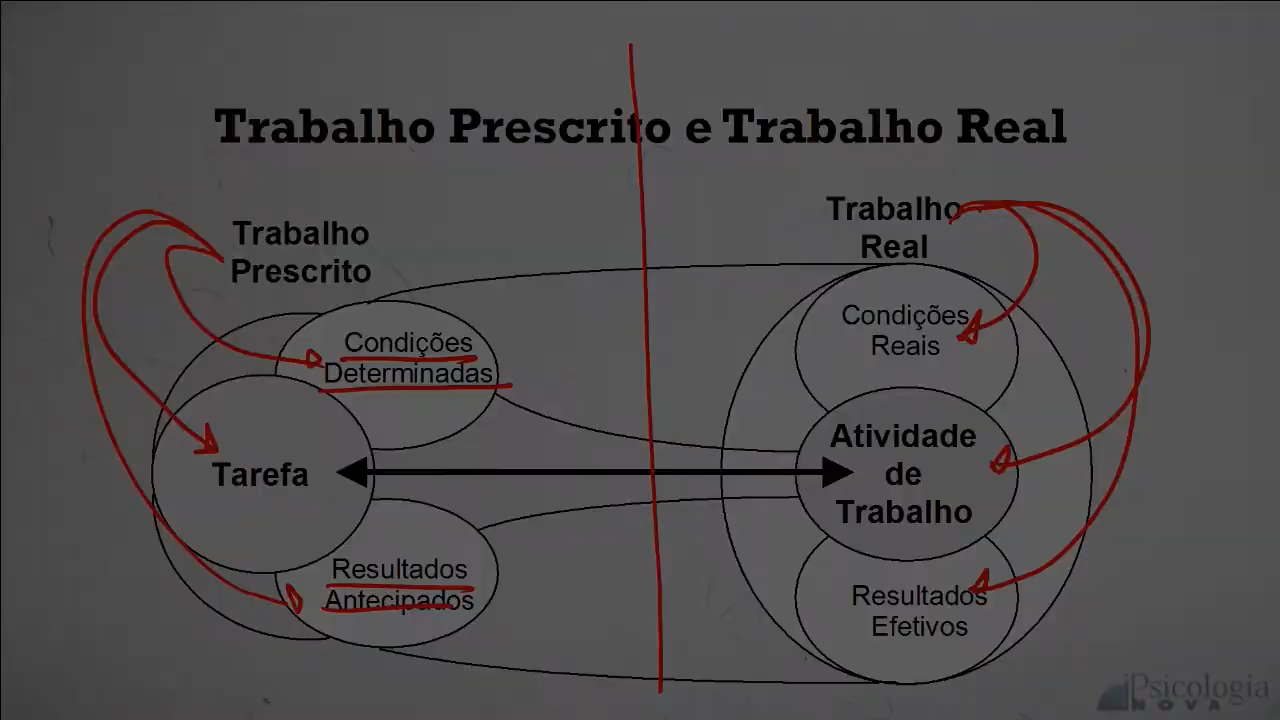 Trabalho Prescrito e Trabalho Real
Trabalho
Prescrito
Condições
Determinadas
Tarefa
Resultados
Antecipados
Trabalho
Real
Condições
Reais
Atividade
de
Trabalho
Resultados
Efetivos
Psicologia
NOVA